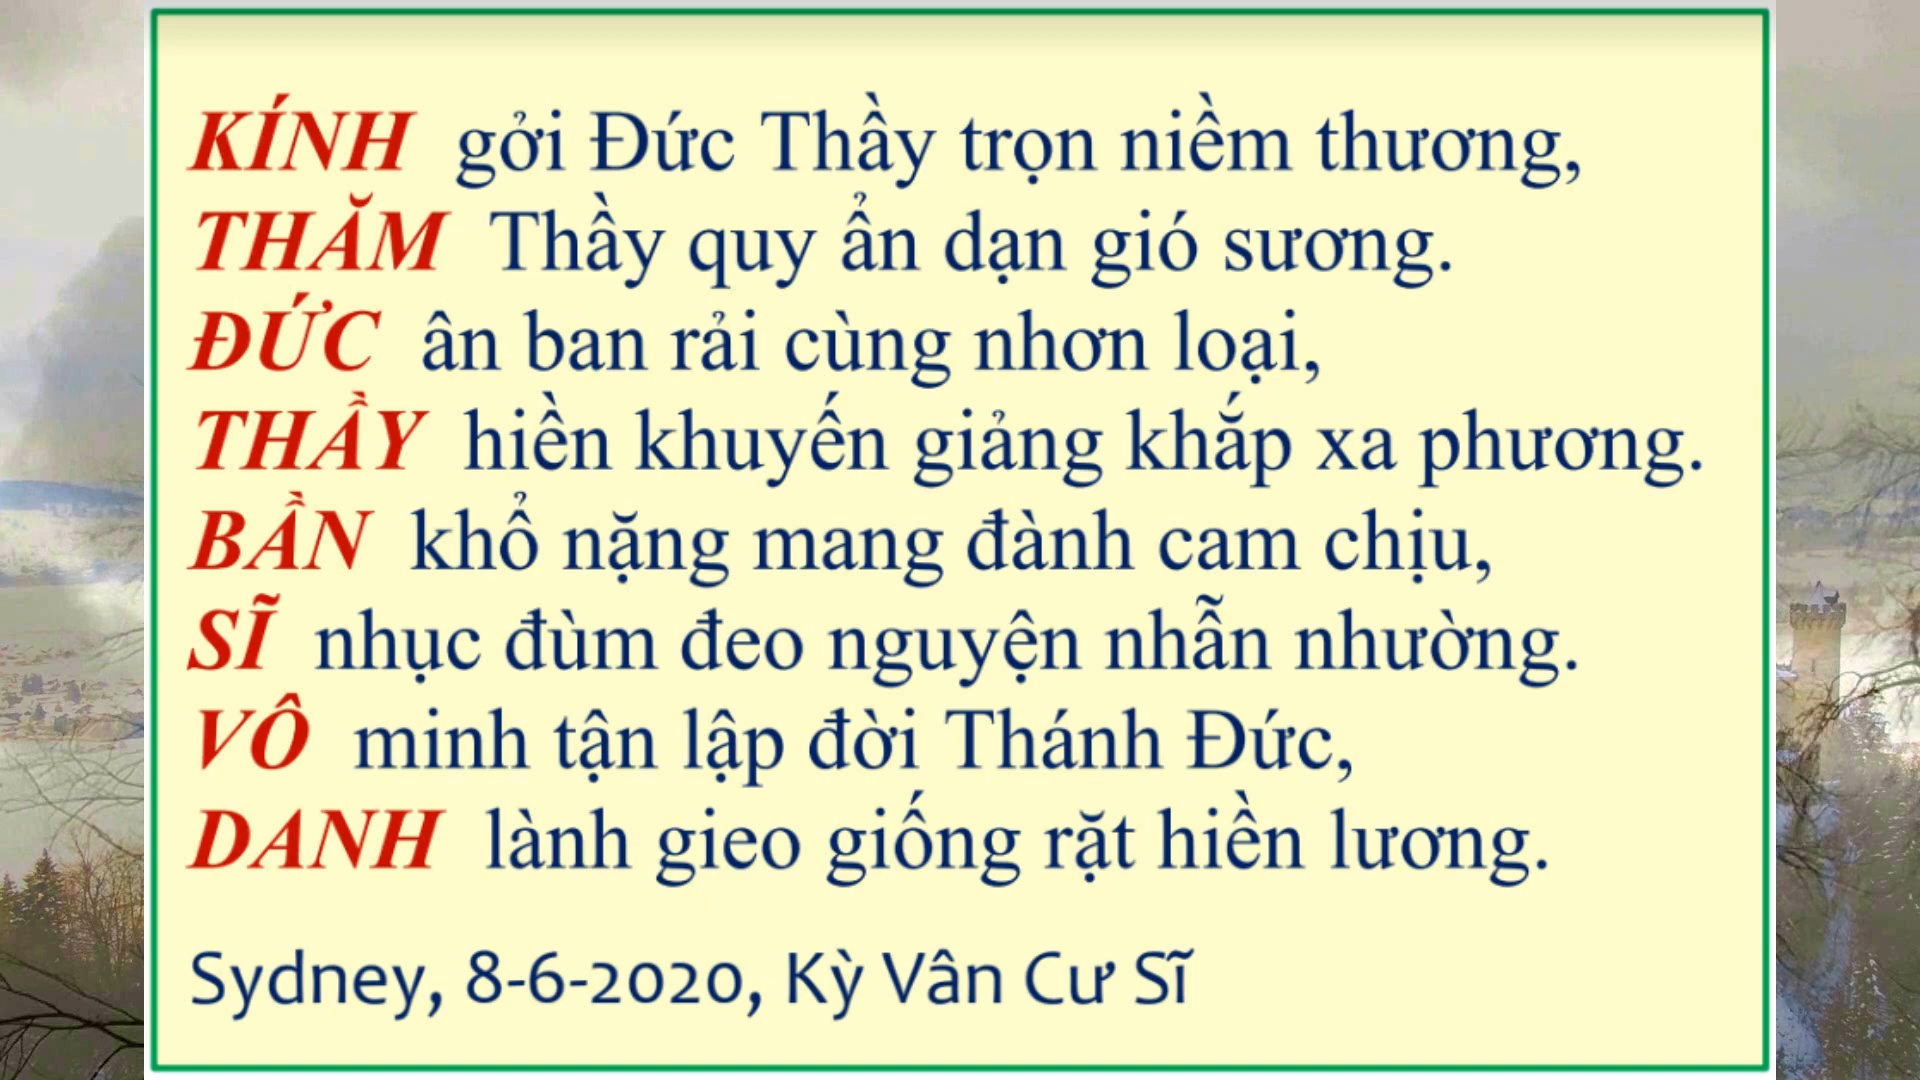 KÍNH gởi Đức Thầy trọn niềm thương,
THĂM Thầy quy ẩn dạn gió sương.
ĐỨC ân ban rải cùng nhơn loại,
THẦY hiền khuyến giảng khắp xa phương.
BẦN khổ nặng mang đành cam chịu,
SĨ nhục đùm đeo nguyện nhẫn nhường.
VÔ minh tận lập đời Thánh Đức,
DANH lành gieo giống rặt hiền lương.
Sydney, 8-6-2020, Kỳ Vân Cư Sĩ